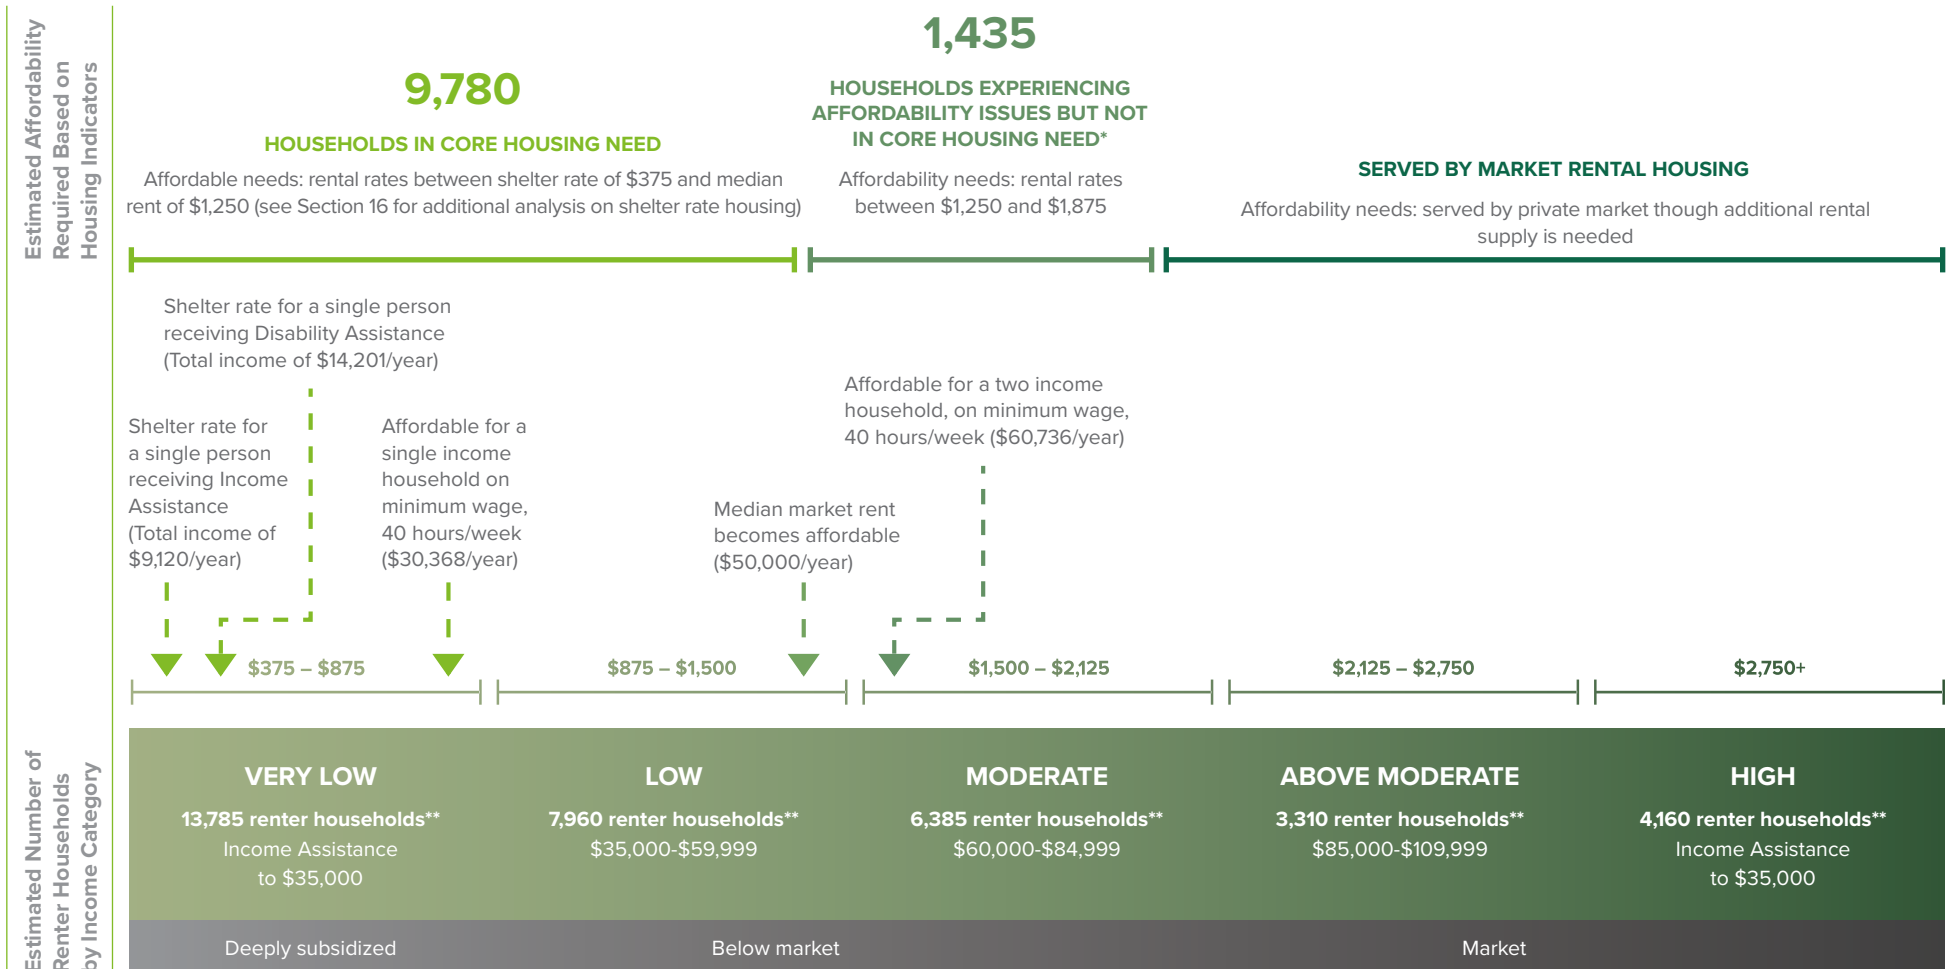 Estimated Affordability
Required Based on
Housing Indicators
9,780
HOUSEHOLDS IN CORE HOUSING NEED
Affordable needs: rental rates between shelter rate of $375 and median
rent of $1,250 (see Section 16 for additional analysis on shelter rate housing)
1,435
HOUSEHOLDS EXPERIENCING
AFFORDABILITY ISSUES BUT NOT
IN CORE HOUSING NEED*
Affordability needs: rental rates
between $1,250 and $1,875
SERVED BY MARKET RENTAL HOUSING
Affordability needs: served by private market though additional rental
supply is needed
Shelter rate for a single person
receiving Disability Assistance
(Total income of $14,201/year)
Shelter rate for
a single person
receiving Income
Assistance
(Total income of
$9,120/year)
Affordable for a
single income
household on
minimum wage,
40 hours/week
($30,368/year)
Median market rent
becomes affordable
($50,000/year)
Affordable for a two income
household, on minimum wage,
40 hours/week ($60,736/year)
$375 – $875
$875 – $1,500
$1,500 – $2,125
$2,125 – $2,750
$2,750+
Estimated Number of
Renter Households
by Income Category
VERY LOW
13,785 renter households**
Income Assistance
to $35,000
LOW
7,960 renter households**
$35,000-$59,999
MODERATE
6,385 renter households**
$60,000-$84,999
ABOVE MODERATE
3,310 renter households**
$85,000-$109,999
HIGH
4,160 renter households**
Income Assistance
to $35,000
Deeply subsidized
Below market
Market